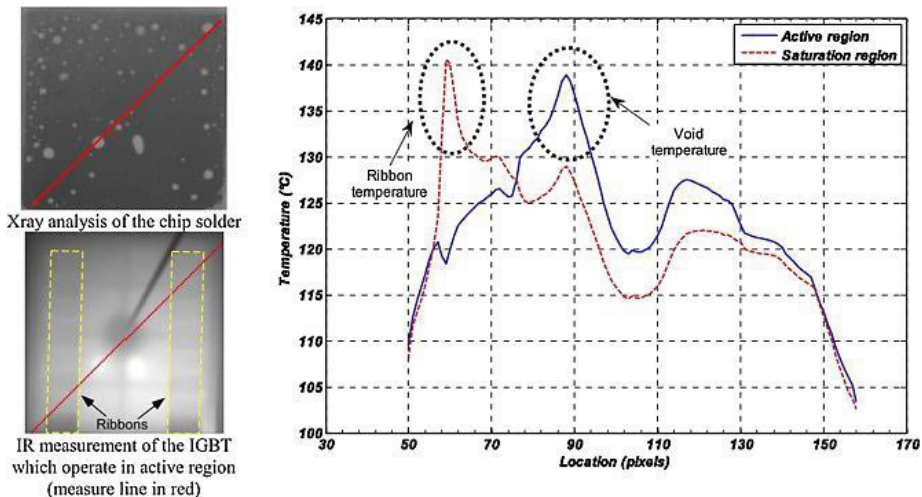 Xray analysis of the chip solder
Ribbons
IR measurement of the IGBT
which operate in active region
(measure line in red)
145
140
135
130
125
120
115
110
105
100
Temperature (ºC)
30
50
70
90
110
130
150
170
Location (pixels)
Active region
Saturation region
Ribbon
temperature
Void
temperature